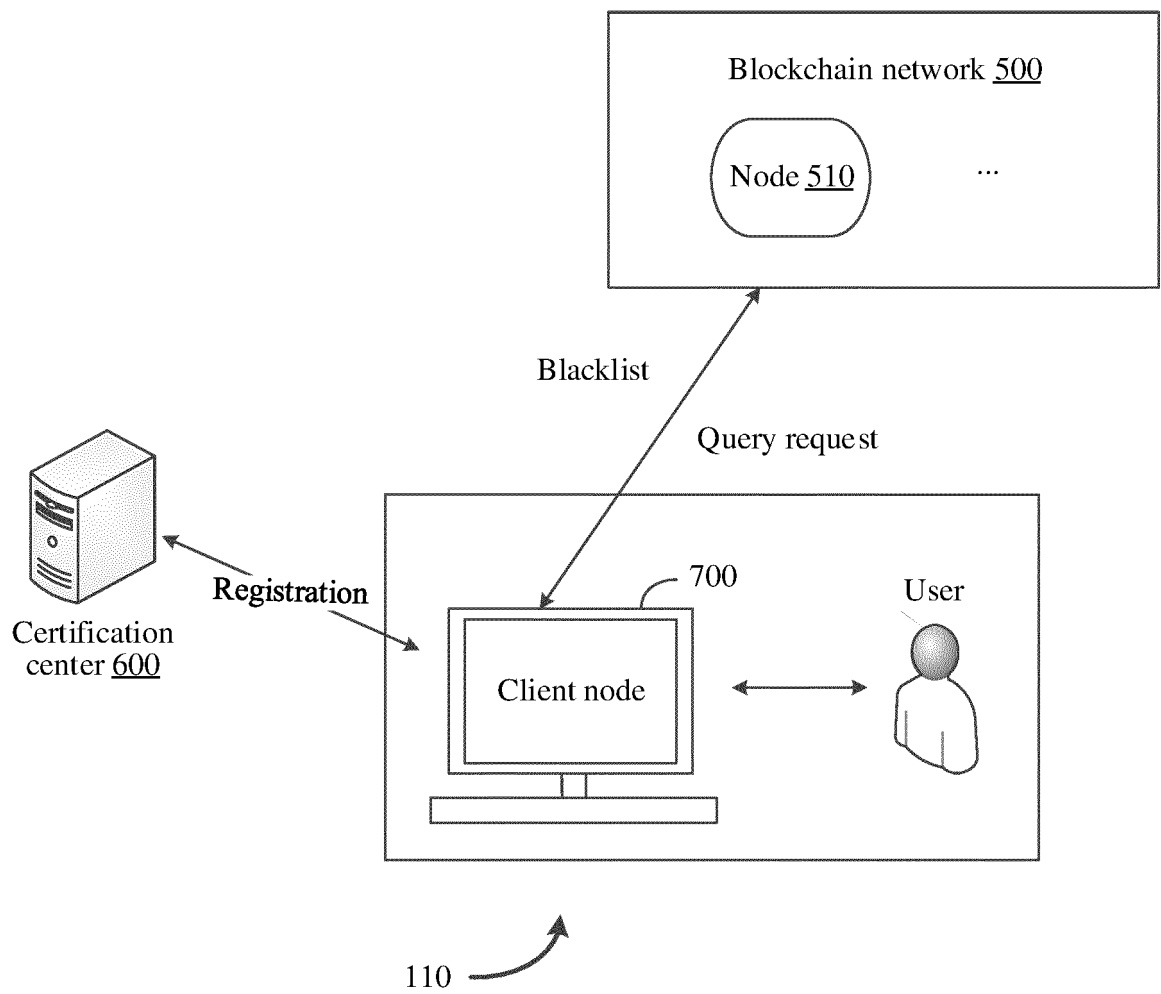 Blockchain network 500
Node 510
...
Blacklist
Query request
Registration
700
User
Certification
center 600
Client node
110